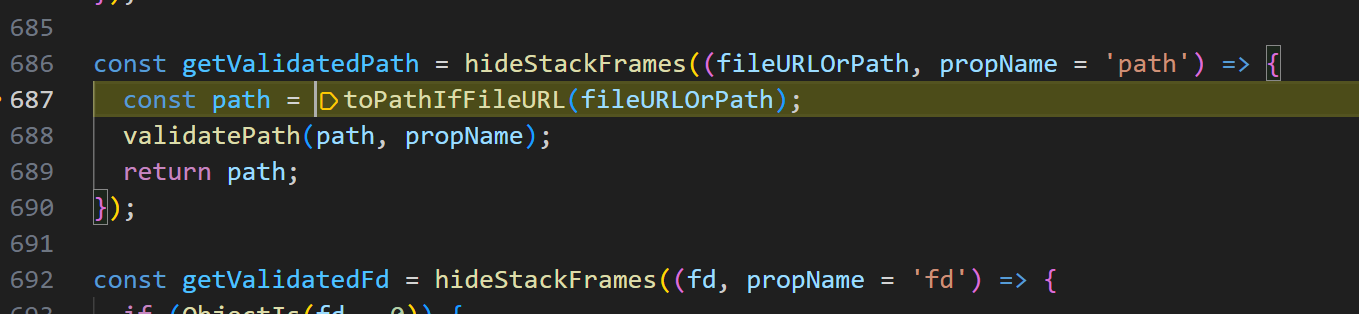 685
686 const getValidatedPath = hideStackFrames((fileURLOrPath, propName = 'path') => {
687 const path = toPathIfFileURL(fileURLOrPath);
688 validatePath(path, propName);
689 return path;
690 });
691
692 const getValidatedFd = hideStackFrames((fd, propName = 'fd') => {